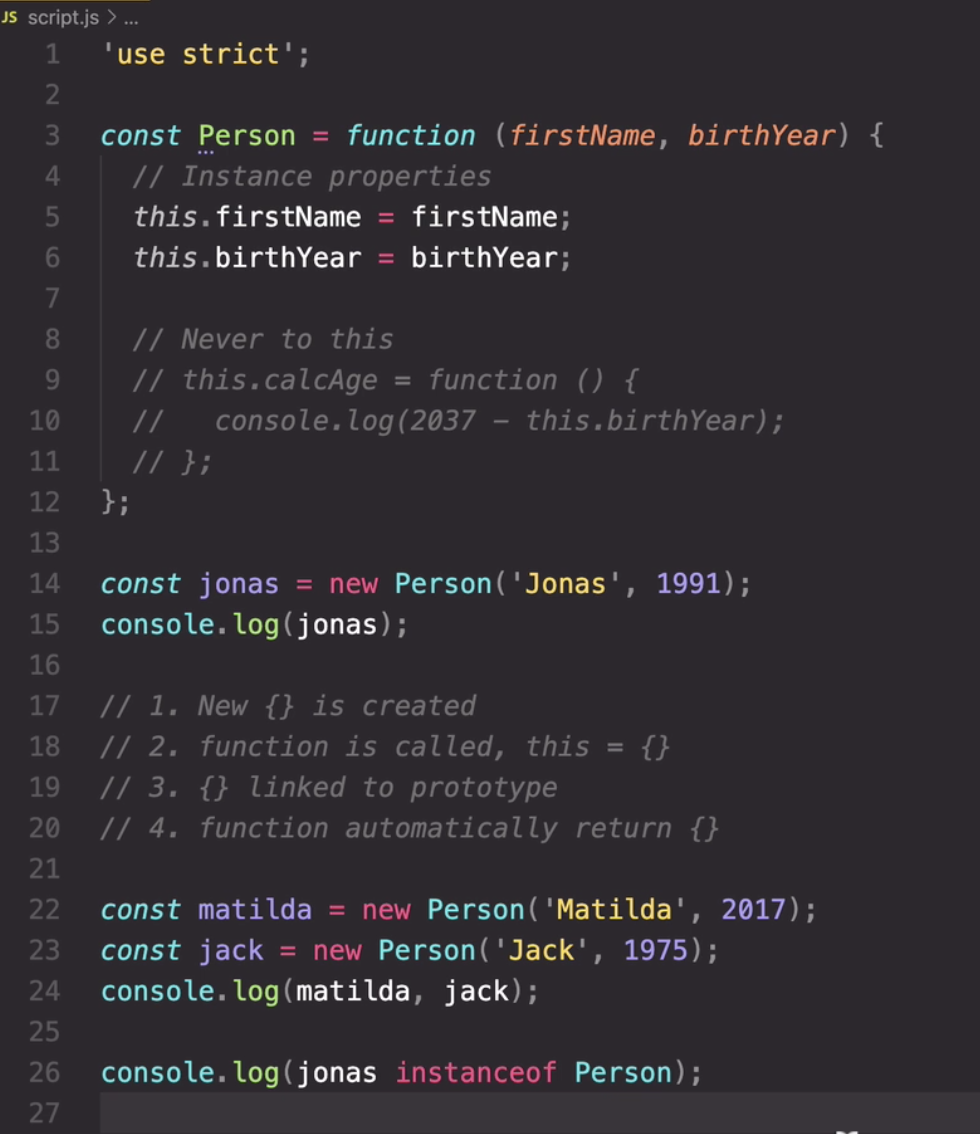 JS script.js > ...
1 'use strict';
2
3 const Person = function (firstName, birthYear) {
4 // Instance properties
5 this.firstName = firstName;
6 this.birthYear = birthYear;
7
8 // Never to this
9 // this.calcAge = function () {
10 //   console.log(2037 - this.birthYear);
11 // };
12 };
13
14 const jonas = new Person('Jonas', 1991);
15 console.log(jonas);
16
17 // 1. New {} is created
18 // 2. function is called, this = {}
19 // 3. {} linked to prototype
20 // 4. function automatically return {}
21
22 const matilda = new Person('Matilda', 2017);
23 const jack = new Person('Jack', 1975);
24 console.log(matilda, jack);
25
26 console.log(jonas instanceof Person);
27